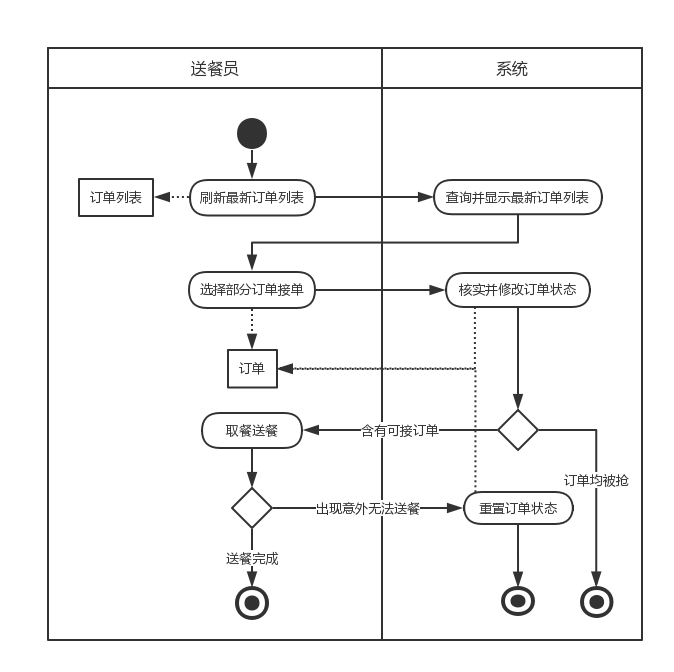 送餐员
系统
订单列表
刷新最新订单列表
查询并显示最新订单列表
选择部分订单接单
核实并修改订单状态
订单
取餐送餐
含有可接订单
订单均被抢
出现意外无法送餐
重置订单状态
送餐完成